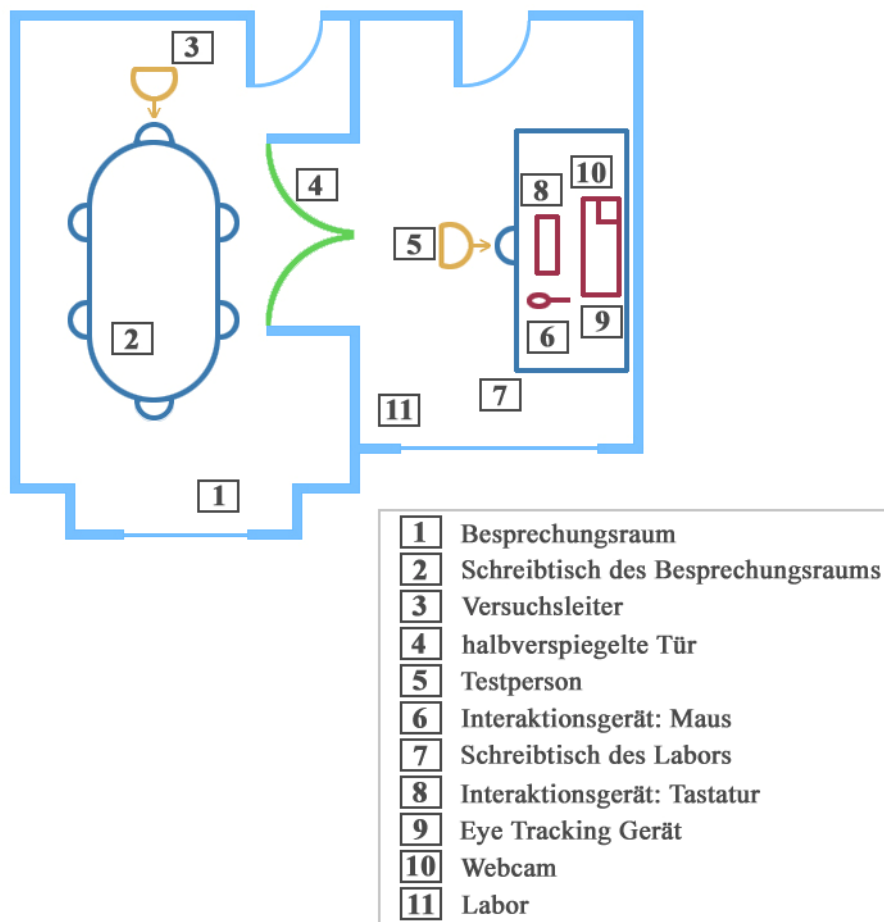 3
4
10
8
5
2
6
9
7
11
1
1 Besprechungsraum
2 Schreibtisch des Besprechungsraums
3 Versuchsleiter
4 halbverspiegelte Tür
5 Testperson
6 Interaktionsgerät: Maus
7 Schreibtisch des Labors
8 Interaktionsgerät: Tastatur
9 Eye Tracking Gerät
10 Webcam
11 Labor